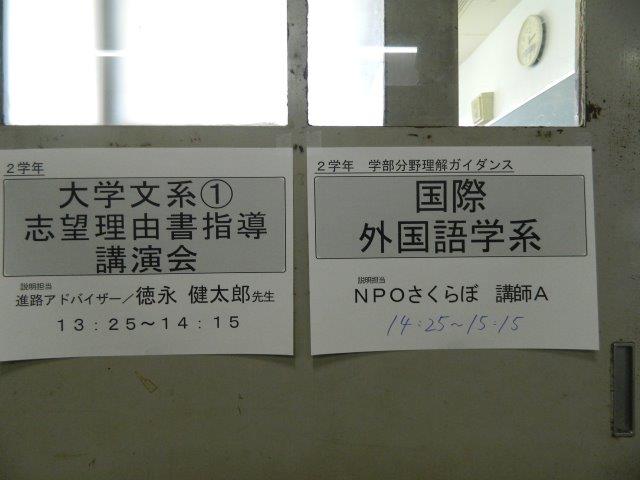 2学年
大学文系①
志望理由書指導
講演会
説明担当
進路アドバイザー／徳永 健太郎先生
13：25～14：15
2学年 学部分野理解ガイダンス
国際
外国語学系
説明担当
NPOさくらぼ 講師A
14:25～15:15